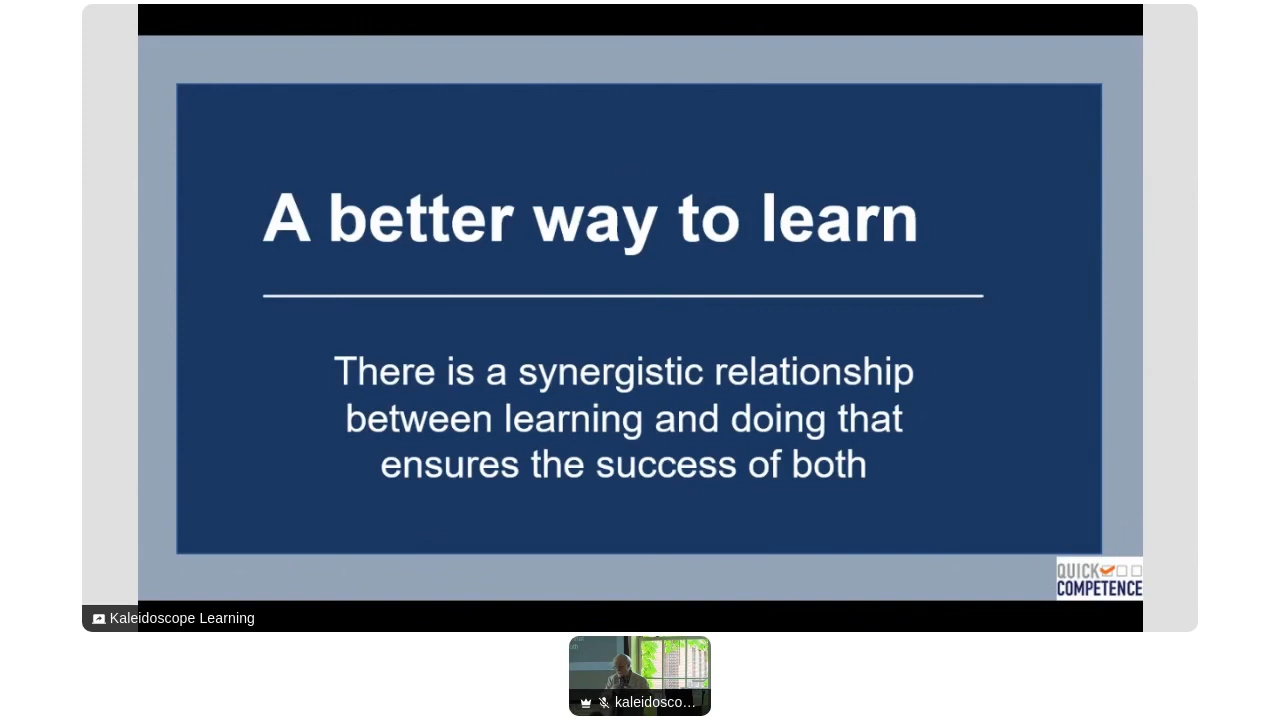 A better way to learn
There is a synergistic relationship
between learning and doing that
ensures the success of both
QUICK
COMPETENCE
Kaleidoscope Learning
kaleidosco...